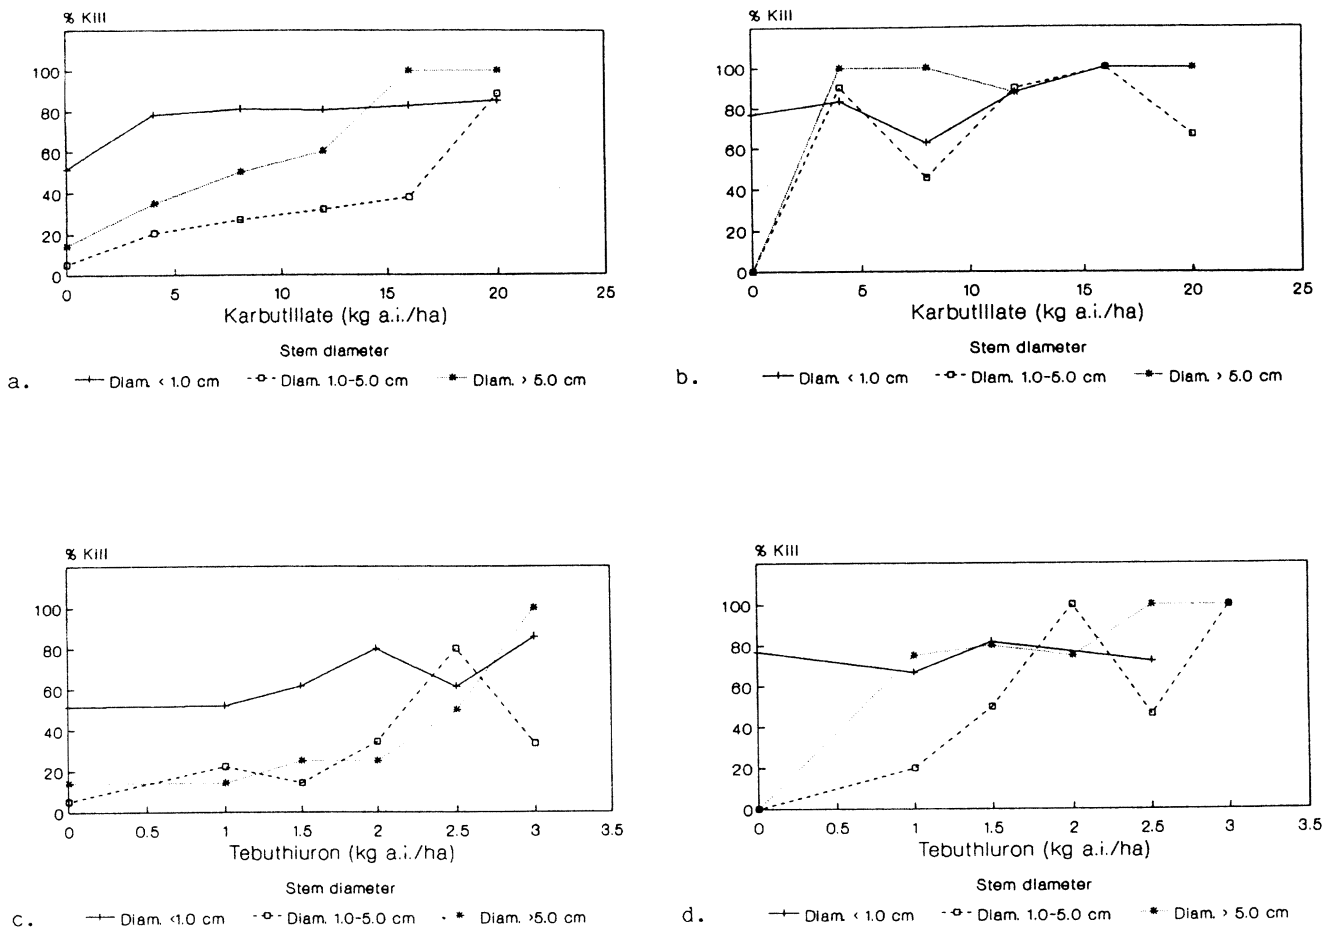 % Kill
100
80
60
40
20
0
0 5 10 15 20 25
Karbutillate (kg a.i./ha)
Stem diameter
a. Diam. < 1.0 cm Diam. 1.0-5.0 cm Diam. > 5.0 cm
% Kill
100
80
60
40
20
0
0 5 10 15 20 25
Karbutillate (kg a.i./ha)
Stem diameter
b. Diam. < 1.0 cm Diam. 1.0-5.0 cm Diam. > 5.0 cm
% Kill
100
80
60
40
20
0
0 0.5 1 1.5 2 2.5 3 3.5
Tebuthiuron (kg a.i./ha)
Stem diameter
c. Diam. <1.0 cm Diam. 1.0-5.0 cm Diam. >5.0 cm
% Kill
100
80
60
40
20
0
0 0.5 1 1.5 2 2.5 3 3.5
Tebuthiuron (kg a.i./ha)
Stem diameter
d. Diam. < 1.0 cm Diam. 1.0-5.0 cm Diam. > 5.0 cm